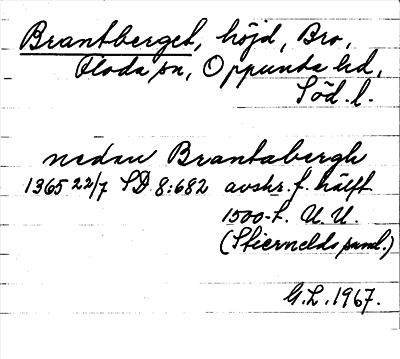 Brantberget, höjd, Bro,
Floda sn, Oppunda hd,
Söd. l.
nedan Brantabergh
1365 22/7 SD 8:682 avskr. f. hälft
1500-t. U. U.
(Stiernelds saml.)
G.L. 1967.